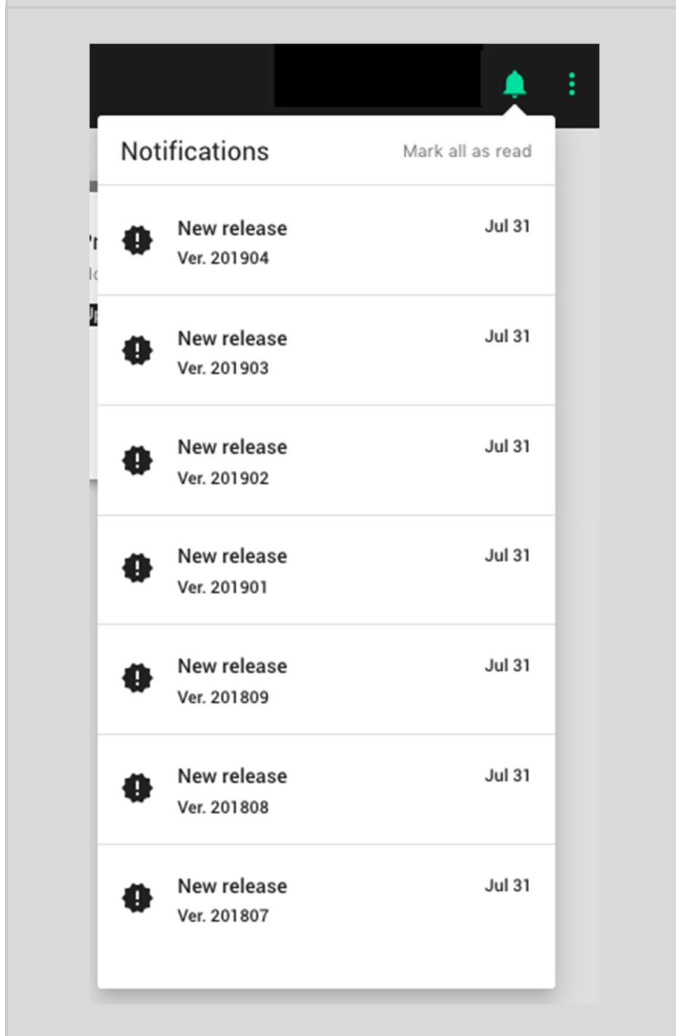 Notifications
Mark all as read
New release
Jul 31
Ver. 201904
New release
Jul 31
Ver. 201903
New release
Jul 31
Ver. 201902
New release
Jul 31
Ver. 201901
New release
Jul 31
Ver. 201809
New release
Jul 31
Ver. 201808
New release
Jul 31
Ver. 201807